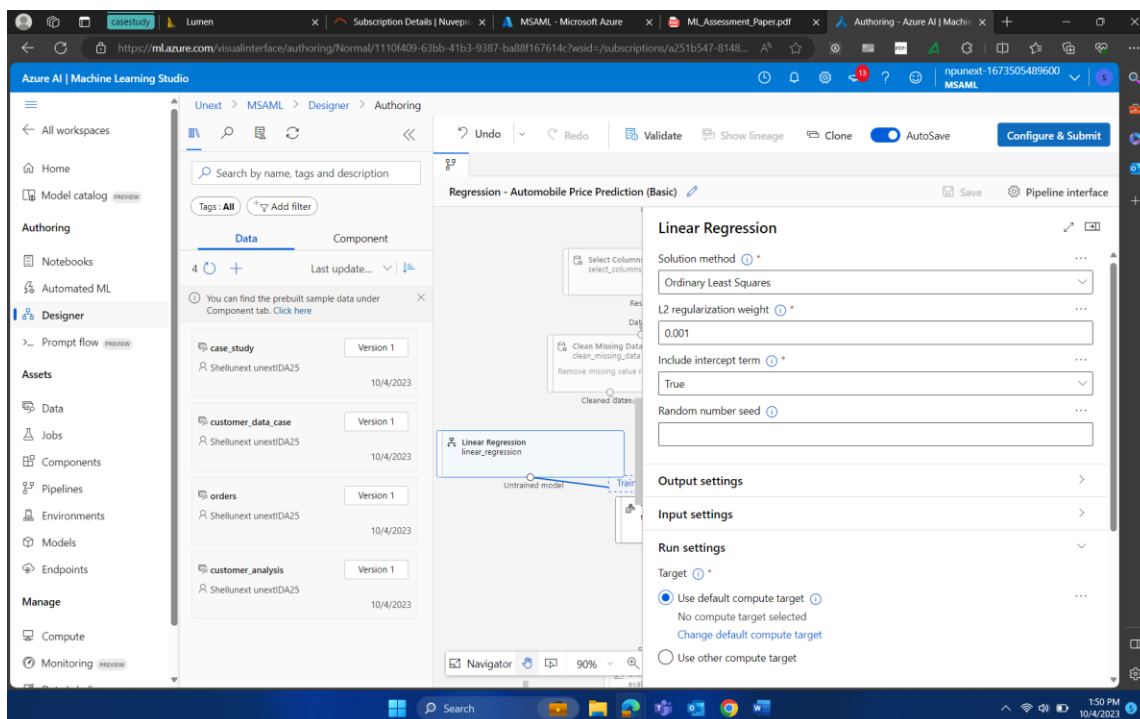 casestudy
Lumen
Subscription Details | Nuvepro
MSAML - Microsoft Azure
ML_Assessment_Paper.pdf
Authoring - Azure AI | Machin
https://ml.azure.com/visualinterface/authoring/Normal/1110f409-63bb-41b3-9387-ba88f167614c?wsid=/subscriptions/a251b547-8148...
Azure AI | Machine Learning Studio
13
npunext-1673505489600
MSAML
S
All workspaces
Home
Model catalog PREVIEW
Authoring
Notebooks
Automated ML
Designer
Prompt flow PREVIEW
Assets
Data
Jobs
Components
Pipelines
Environments
Models
Endpoints
Manage
Compute
Monitoring PREVIEW
Unext > MSAML > Designer > Authoring
Search by name, tags and description
Tags : All
Add filter
Data Component
4
Last update...
You can find the prebuilt sample data under
Component tab. Click here
case_study Version 1
Shellunext unextIDA25
10/4/2023
customer_data_case Version 1
Shellunext unextIDA25
10/4/2023
orders Version 1
Shellunext unextIDA25
10/4/2023
customer_analysis Version 1
Shellunext unextIDA25
10/4/2023
Undo Redo Validate Show lineage Clone AutoSave Configure & Submit
Regression - Automobile Price Prediction (Basic)
Save Pipeline interface
Select Column
select_columns
Res
Dat
Clean Missing Data
clean_missing_data
Remove missing value r
Cleaned datas
Linear Regression
linear_regression
Untrained model
Train
Navigator 90%
eval
Linear Regression
Solution method *
Ordinary Least Squares
L2 regularization weight *
0.001
Include intercept term *
True
Random number seed
Output settings
Input settings
Run settings
Target *
Use default compute target
No compute target selected
Change default compute target
Use other compute target
Search
1:50 PM
10/4/2023